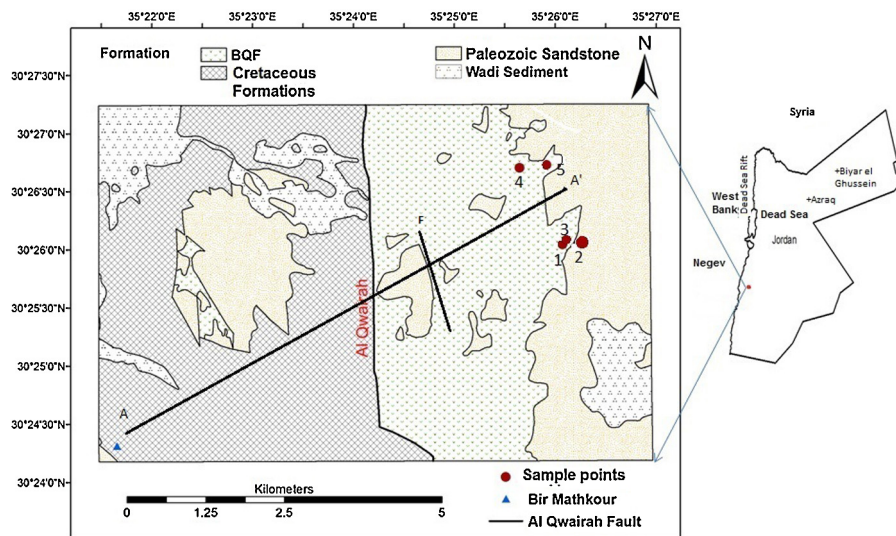 35°22'0"E 35°23'0"E 35°24'0"E 35°25'0"E 35°26'0"E 35°27'0"E
Formation
BQF
Cretaceous
Formations
Paleozoic Sandstone
Wadi Sediment
N
30°27'30"N
30°27'0"N
30°26'30"N
30°26'0"N
30°25'30"N
30°25'0"N
30°24'30"N
30°24'0"N
4
5
A'
F
3
1
2
Al Qwairah
A
Kilometers
0 1.25 2.5 5
Sample points
Bir Mathkour
Al Qwairah Fault
Syria
+Biyar el
Ghussein
+Azraq
Dead Sea Rift
West
Bank
Dead Sea
Jordan
Negev